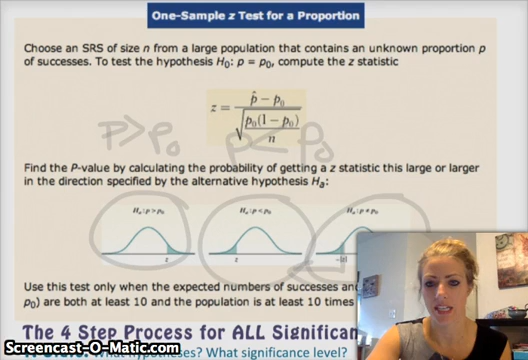 One-Sample z Test for a Proportion
Choose an SRS of size n from a large population that contains an unknown proportion p
of successes. To test the hypothesis H₀: p = p₀, compute the z statistic
z = (p̂ − p₀) / √(p₀(1 − p₀) / n)
p > p₀ p < p₀
Find the P-value by calculating the probability of getting a z statistic this large or larger
in the direction specified by the alternative hypothesis Hₐ:
Hₐ: p > p₀ Hₐ: p < p₀ Hₐ: p ≠ p₀
z z −|z|
Use this test only when the expected numbers of successes and
p₀) are both at least 10 and the population is at least 10 times
The 4 Step Process for ALL Significan
Screencast-O-Matic.com
What hypotheses? What significance level?